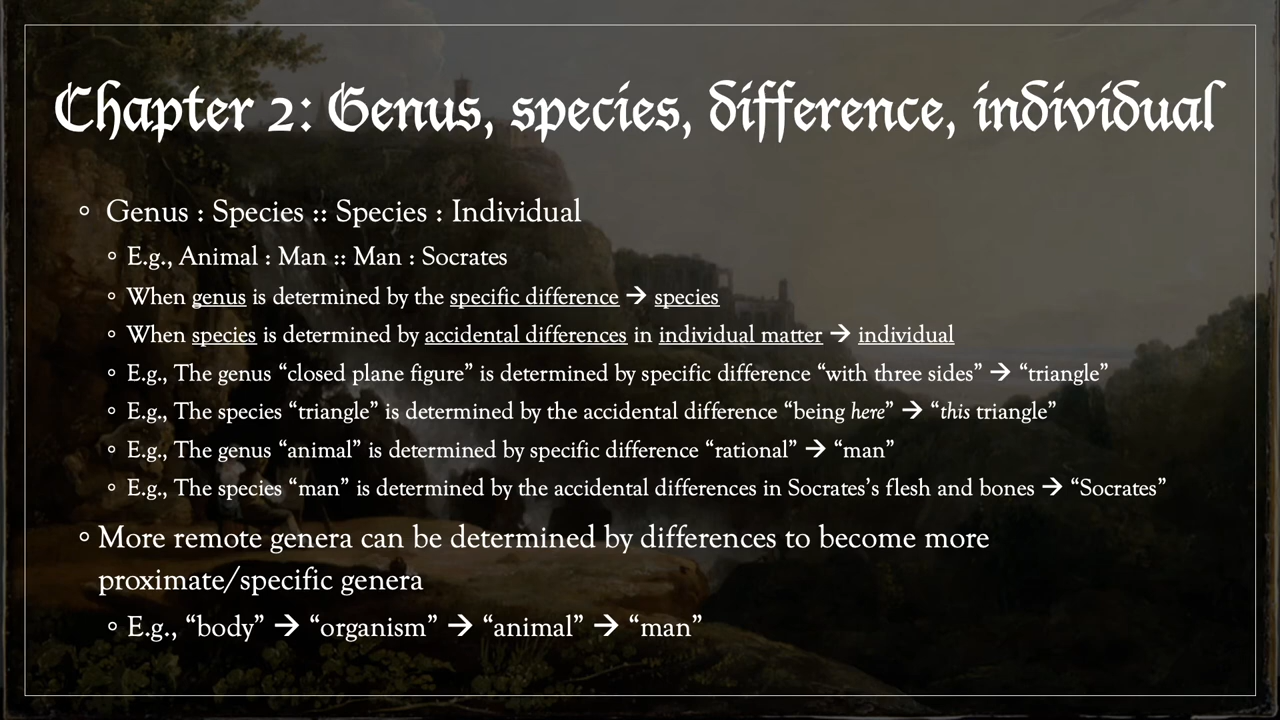 Chapter 2: Genus, species, difference, individual
◦ Genus : Species :: Species : Individual
◦ E.g., Animal : Man :: Man : Socrates
◦ When genus is determined by the specific difference → species
◦ When species is determined by accidental differences in individual matter → individual
◦ E.g., The genus “closed plane figure” is determined by specific difference “with three sides” → “triangle”
◦ E.g., The species “triangle” is determined by the accidental difference “being here” → “this triangle”
◦ E.g., The genus “animal” is determined by specific difference “rational” → “man”
◦ E.g., The species “man” is determined by the accidental differences in Socrates’s flesh and bones → “Socrates”
◦ More remote genera can be determined by differences to become more
proximate/specific genera
◦ E.g., “body” → “organism” → “animal” → “man”